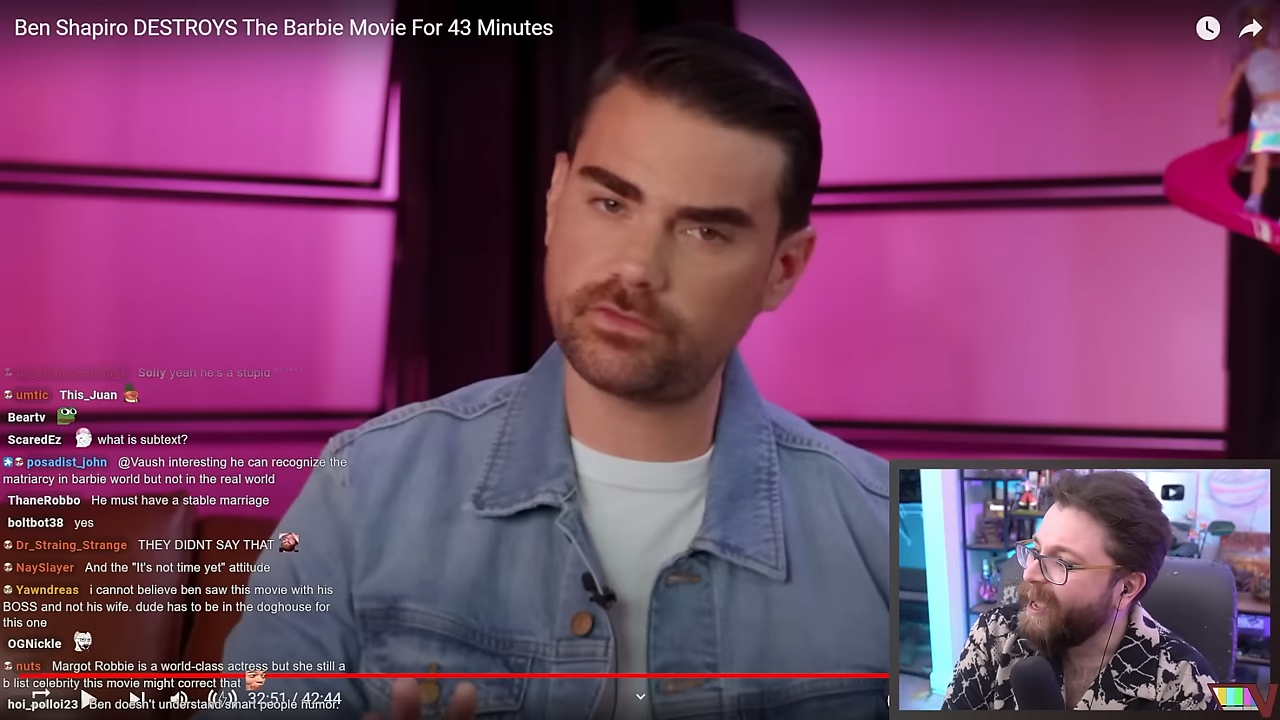 Ben Shapiro DESTROYS The Barbie Movie For 43 Minutes
Soliy yeah he's a stupid ******
umtic This_Juan
Beartv
ScaredEz what is subtext?
posadist_john @Vaush interesting he can recognize the
matriarcy in barbie world but not in the real world
ThaneRobbo He must have a stable marriage
boltbot38 yes
Dr_Straing_Strange THEY DIDNT SAY THAT
NaySlayer And the "It's not time yet" attitude
Yawndreas i cannot believe ben saw this movie with his
BOSS and not his wife. dude has to be in the doghouse for
this one
OGNickle
nuts Margot Robbie is a world-class actress but she still a
b list celebrity this movie might correct that
32:51 / 42:44
hoi_polloi23 Ben doesn't understand smart people humor.
TV